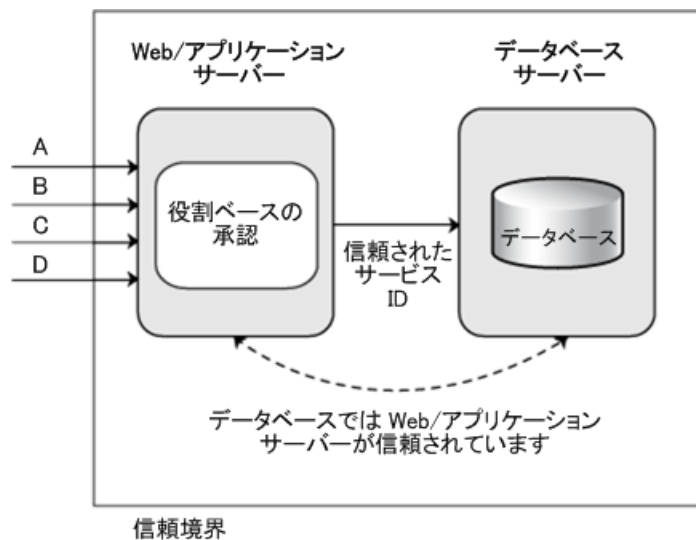 Web/アプリケーション
サーバー
データベース
サーバー
A
B
C
D
役割ベースの
承認
信頼された
サービス
ID
データベース
データベースでは Web/アプリケーション
サーバーが信頼されています
信頼境界